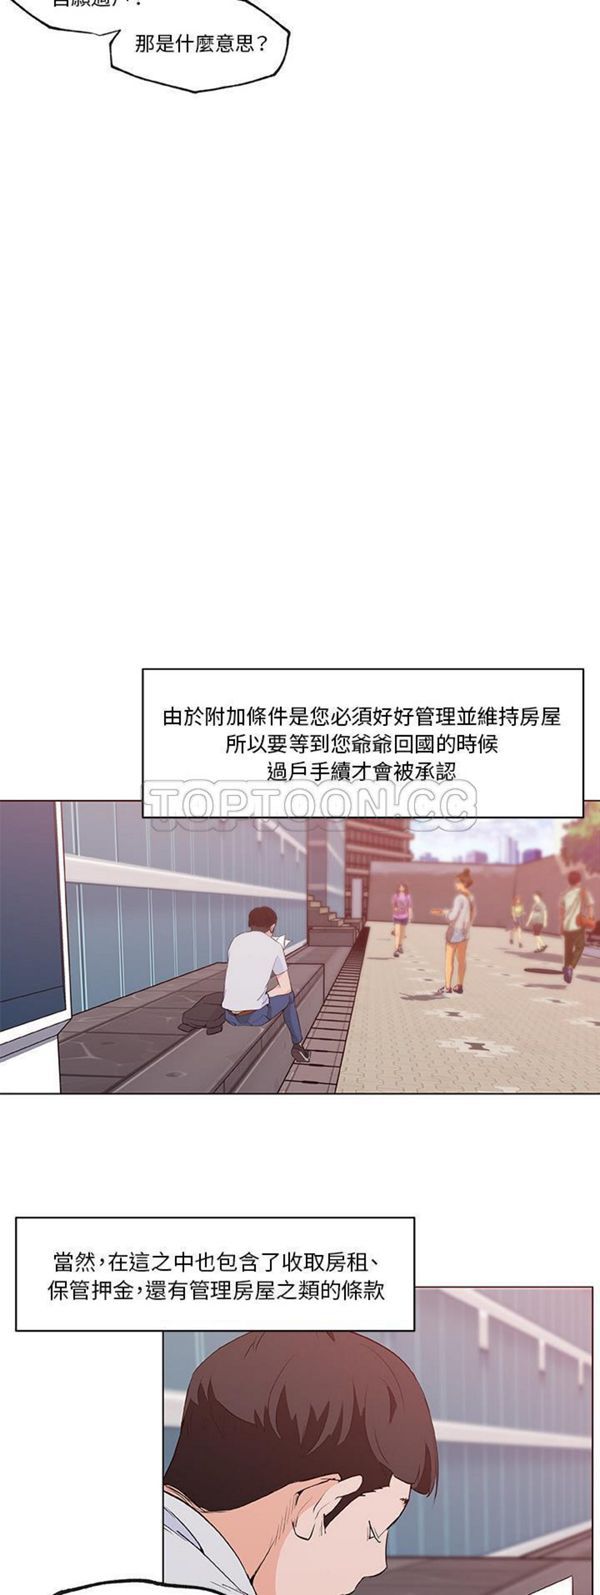 那是什麼意思？
由於附加條件是您必須好好管理並維持房屋
所以要等到您爺爺回國的時候
過戶手續才會被承認
TOPTOON.CC
當然，在這之中也包含了收取房租、
保管押金，還有管理房屋之類的條款